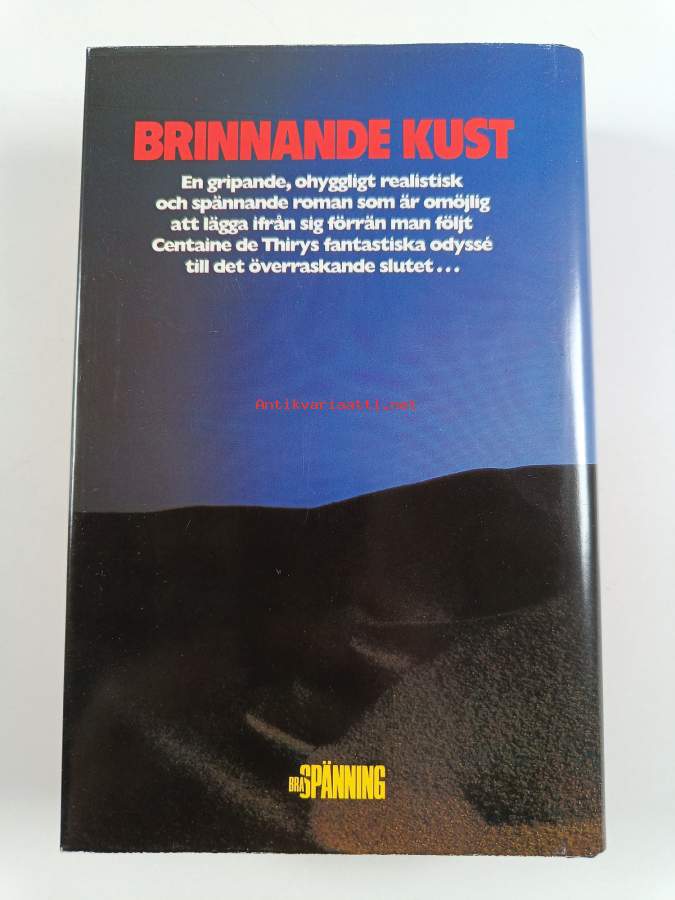 BRINNANDE KUST
En gripande, ohyggligt realistisk
och spännande roman som är omöjlig
att lägga ifrån sig förrän man följt
Centaine de Thirys fantastiska odyssé
till det överraskande slutet...
Antikvariaatti.net
BRA SPÄNNING